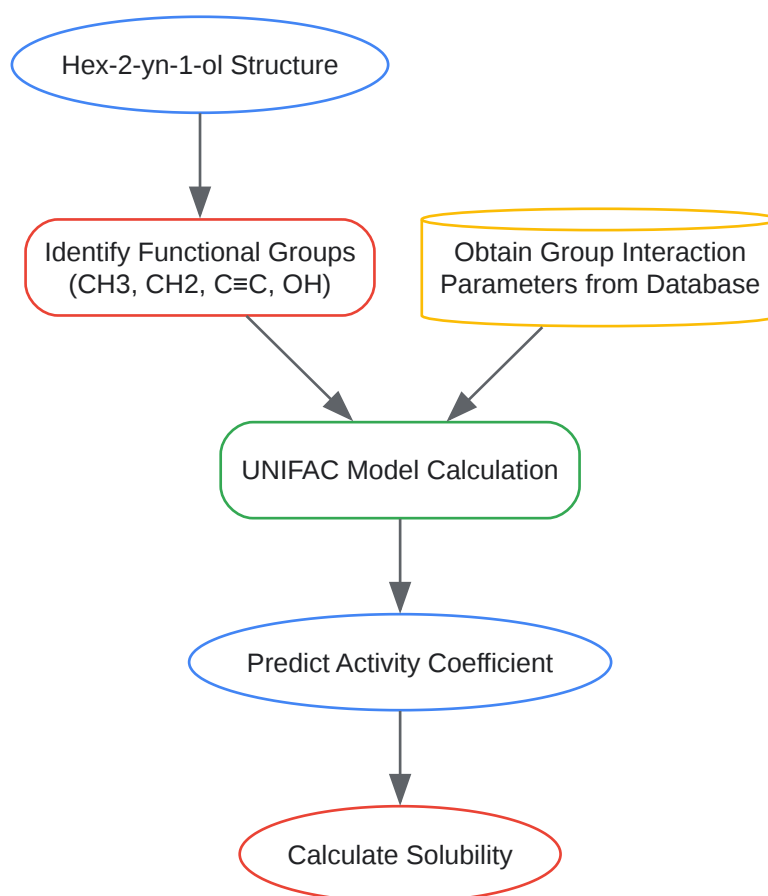 Hex-2-yn-1-ol Structure
Identify Functional Groups
(CH3, CH2, C≡C, OH)
Obtain Group Interaction
Parameters from Database
UNIFAC Model Calculation
Predict Activity Coefficient
Calculate Solubility